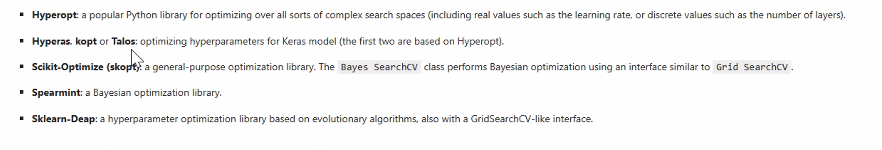 ▪ Hyperopt: a popular Python library for optimizing over all sorts of complex search spaces (including real values such as the learning rate, or discrete values such as the number of layers).
▪ Hyperas, kopt or Talos: optimizing hyperparameters for Keras model (the first two are based on Hyperopt).
▪ Scikit-Optimize (skopt): a general-purpose optimization library. The Bayes SearchCV class performs Bayesian optimization using an interface similar to Grid SearchCV .
▪ Spearmint: a Bayesian optimization library.
▪ Sklearn-Deap: a hyperparameter optimization library based on evolutionary algorithms, also with a GridSearchCV-like interface.